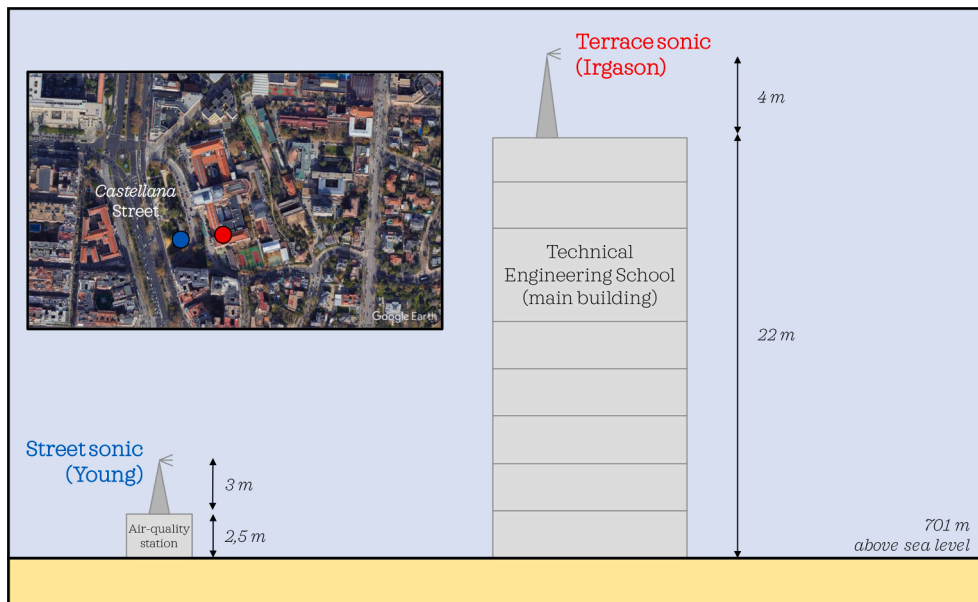 Terrace sonic
(Irgason)
4 m
Castellana
Street
Google Earth
Technical
Engineering School
(main building)
22 m
Street sonic
(Young)
3 m
Air-quality
station
2,5 m
701 m
above sea level